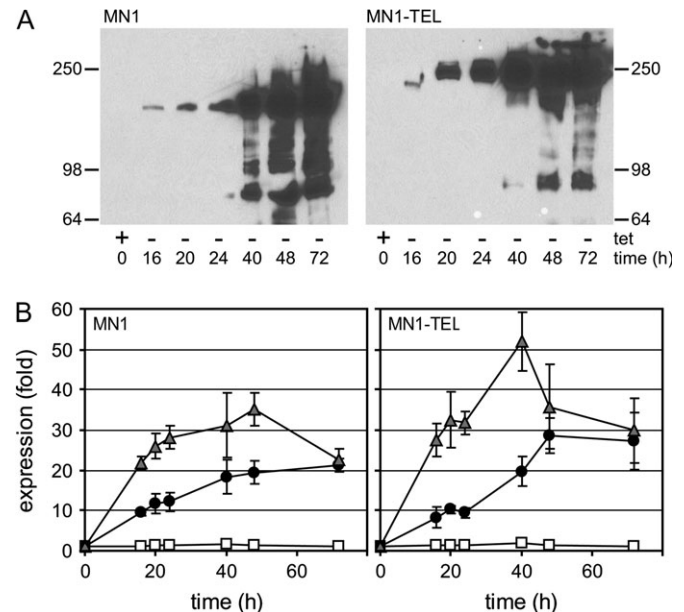 A
MN1
MN1-TEL
250
98
64
250
98
64
+ - - - - - -
+ - - - - - - tet
0 16 20 24 40 48 72
0 16 20 24 40 48 72 time (h)
B
MN1
MN1-TEL
expression (fold)
60
50
40
30
20
10
0
0 20 40 60
0 20 40 60
time (h)
time (h)